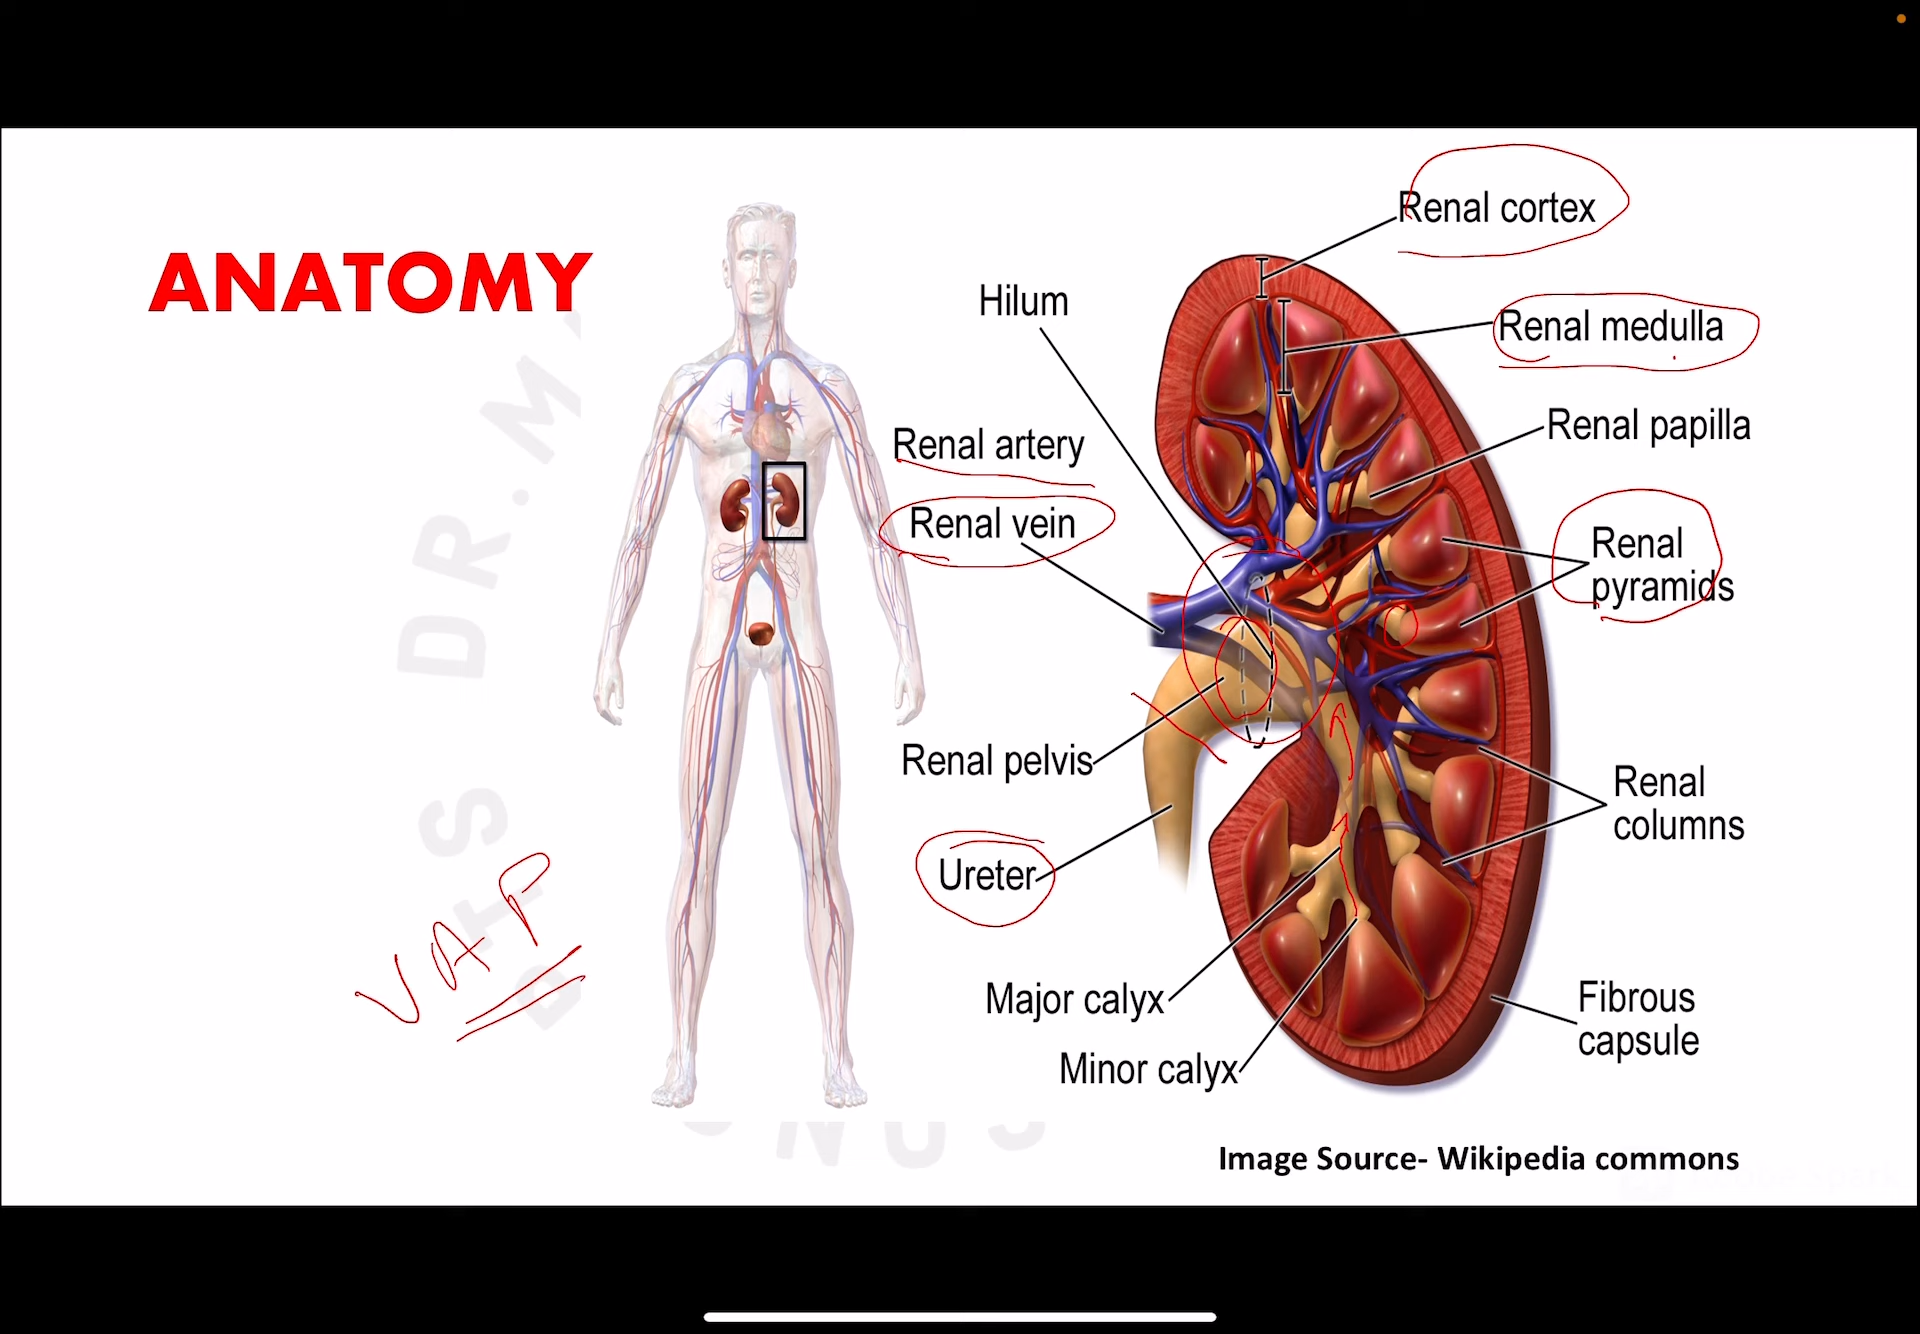 ANATOMY
Renal cortex
Hilum
Renal medulla
Renal papilla
Renal artery
Renal vein
Renal
pyramids
Renal pelvis
Renal
columns
Ureter
VAP
Major calyx
Fibrous
capsule
Minor calyx
Image Source- Wikipedia commons
DR.M